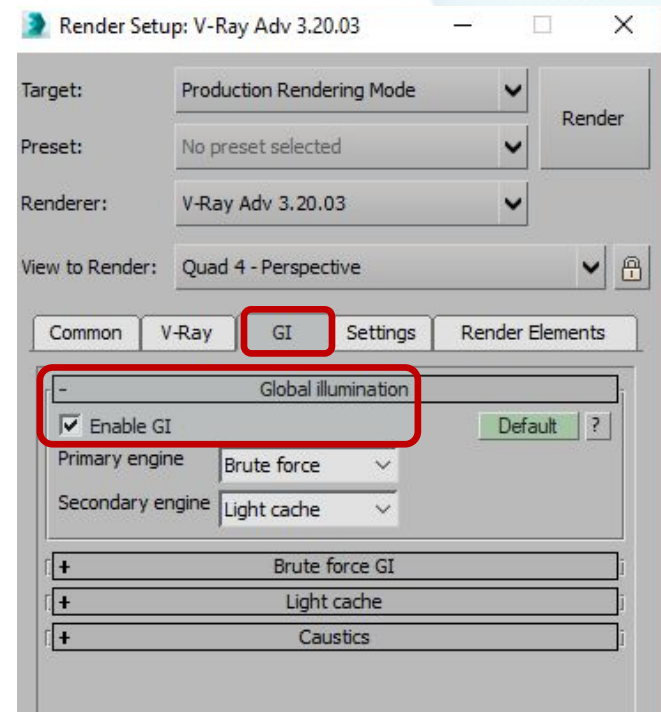 Render Setup: V-Ray Adv 3.20.03
Target: Production Rendering Mode
Render
Preset: No preset selected
Renderer: V-Ray Adv 3.20.03
View to Render: Quad 4 - Perspective
Common V-Ray GI Settings Render Elements
- Global illumination
Enable GI Default ?
Primary engine Brute force
Secondary engine Light cache
+ Brute force GI
+ Light cache
+ Caustics